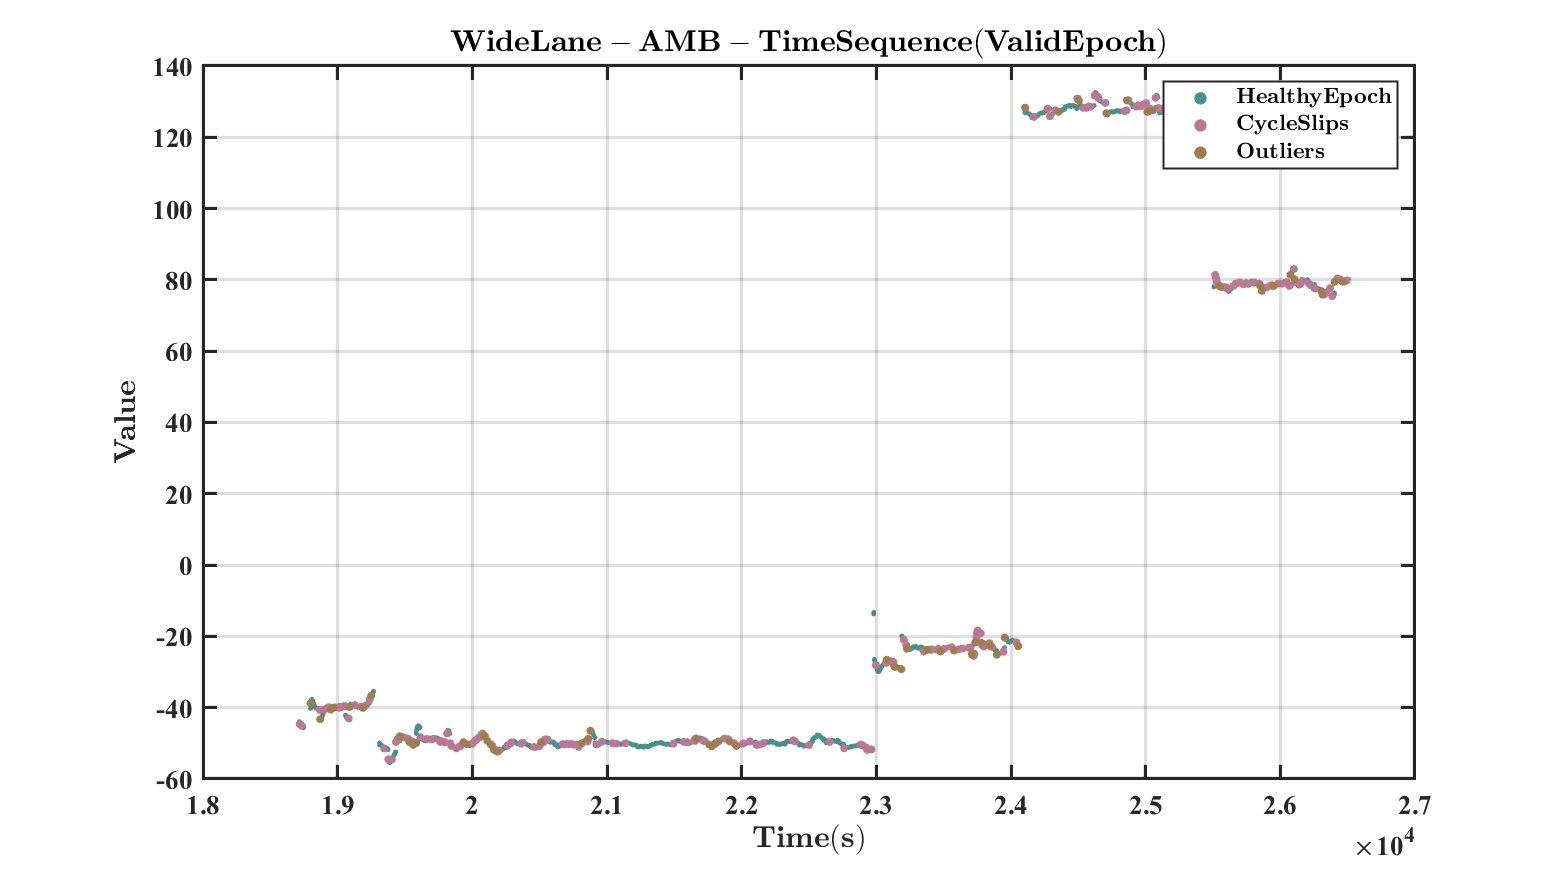 WideLane − AMB − TimeSequence(ValidEpoch)
140
120
100
80
60
40
20
0
-20
-40
-60
Value
HealthyEpoch
CycleSlips
Outliers
1.8 1.9 2 2.1 2.2 2.3 2.4 2.5 2.6 2.7
Time(s)
×10⁴